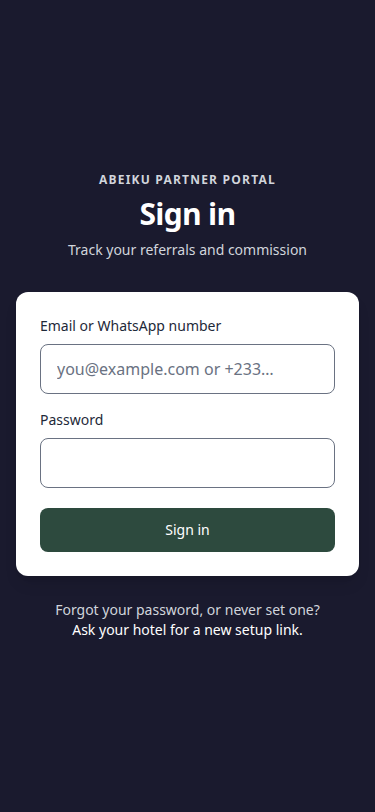 ABEIKU PARTNER PORTAL
Sign in
Track your referrals and commission
Email or WhatsApp number
you@example.com or +233...
Password
Sign in
Forgot your password, or never set one?
Ask your hotel for a new setup link.